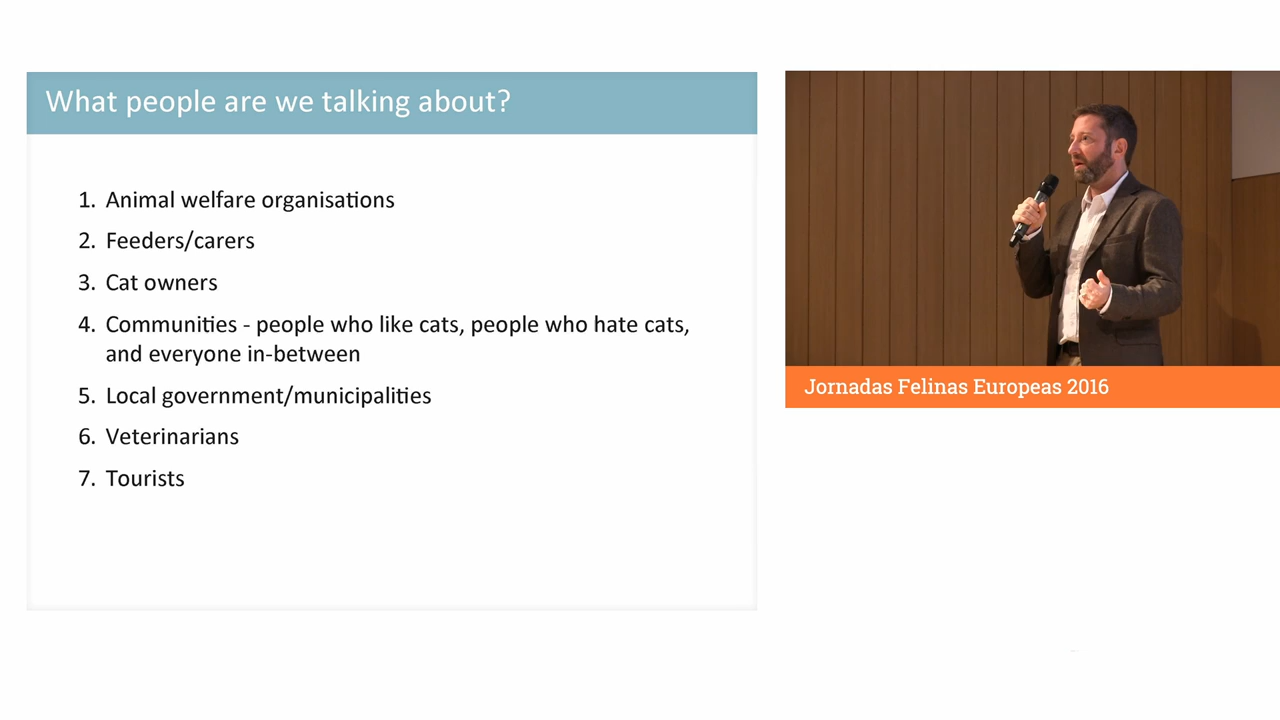 What people are we talking about?
1. Animal welfare organisations
2. Feeders/carers
3. Cat owners
4. Communities - people who like cats, people who hate cats,
and everyone in-between
5. Local government/municipalities
6. Veterinarians
7. Tourists
Jornadas Felinas Europeas 2016